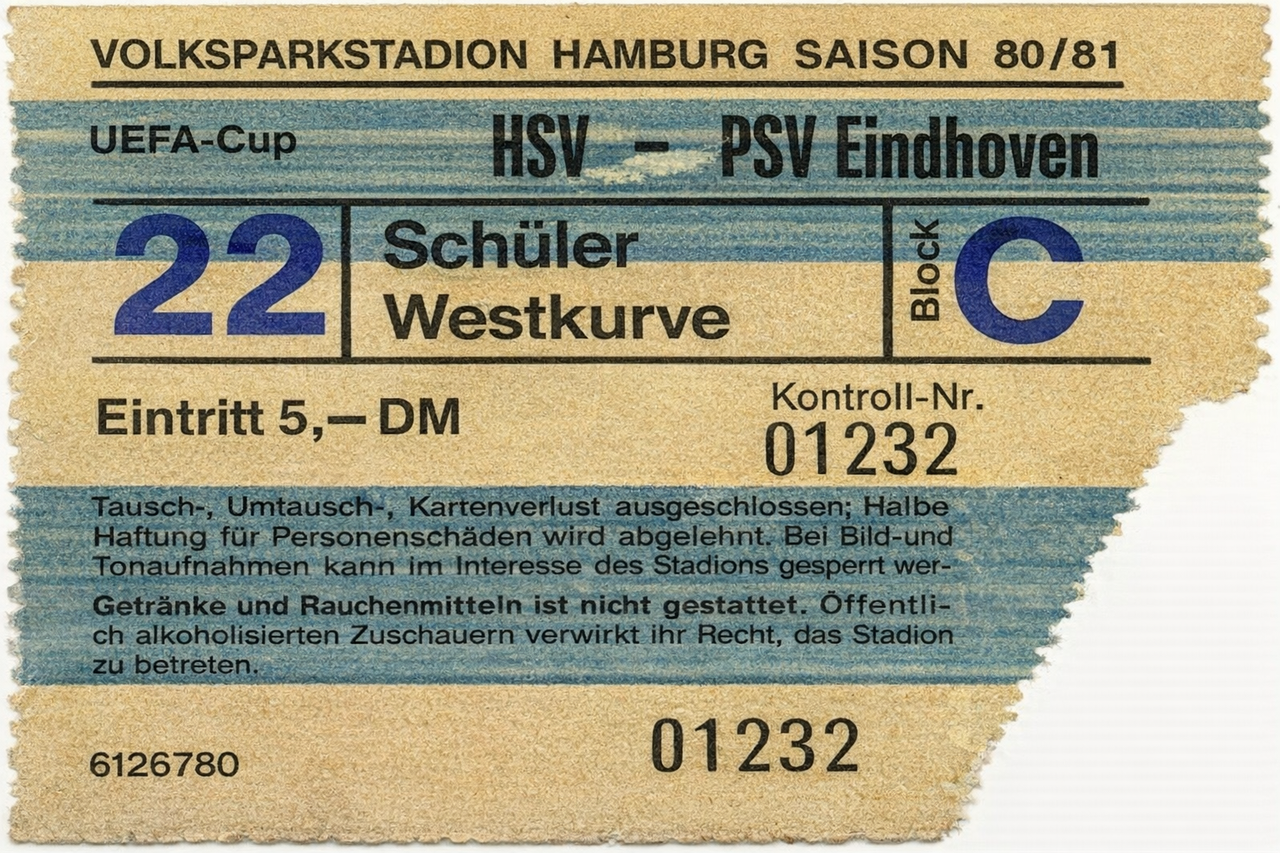 VOLKSPARKSTADION HAMBURG SAISON 80/81
UEFA-Cup HSV – PSV Eindhoven
22 Schüler Block C
Westkurve
Eintritt 5,— DM
Kontroll-Nr.
01232
Tausch-, Umtausch-, Kartenverlust ausgeschlossen; Halbe
Haftung für Personenschäden wird abgelehnt. Bei Bild-und
Tonaufnahmen kann im Interesse des Stadions gesperrt wer-
Getränke und Rauchenmitteln ist nicht gestattet. Öffentli-
ch alkoholisierten Zuschauern verwirkt ihr Recht, das Stadion
zu betreten.
01232
6126780